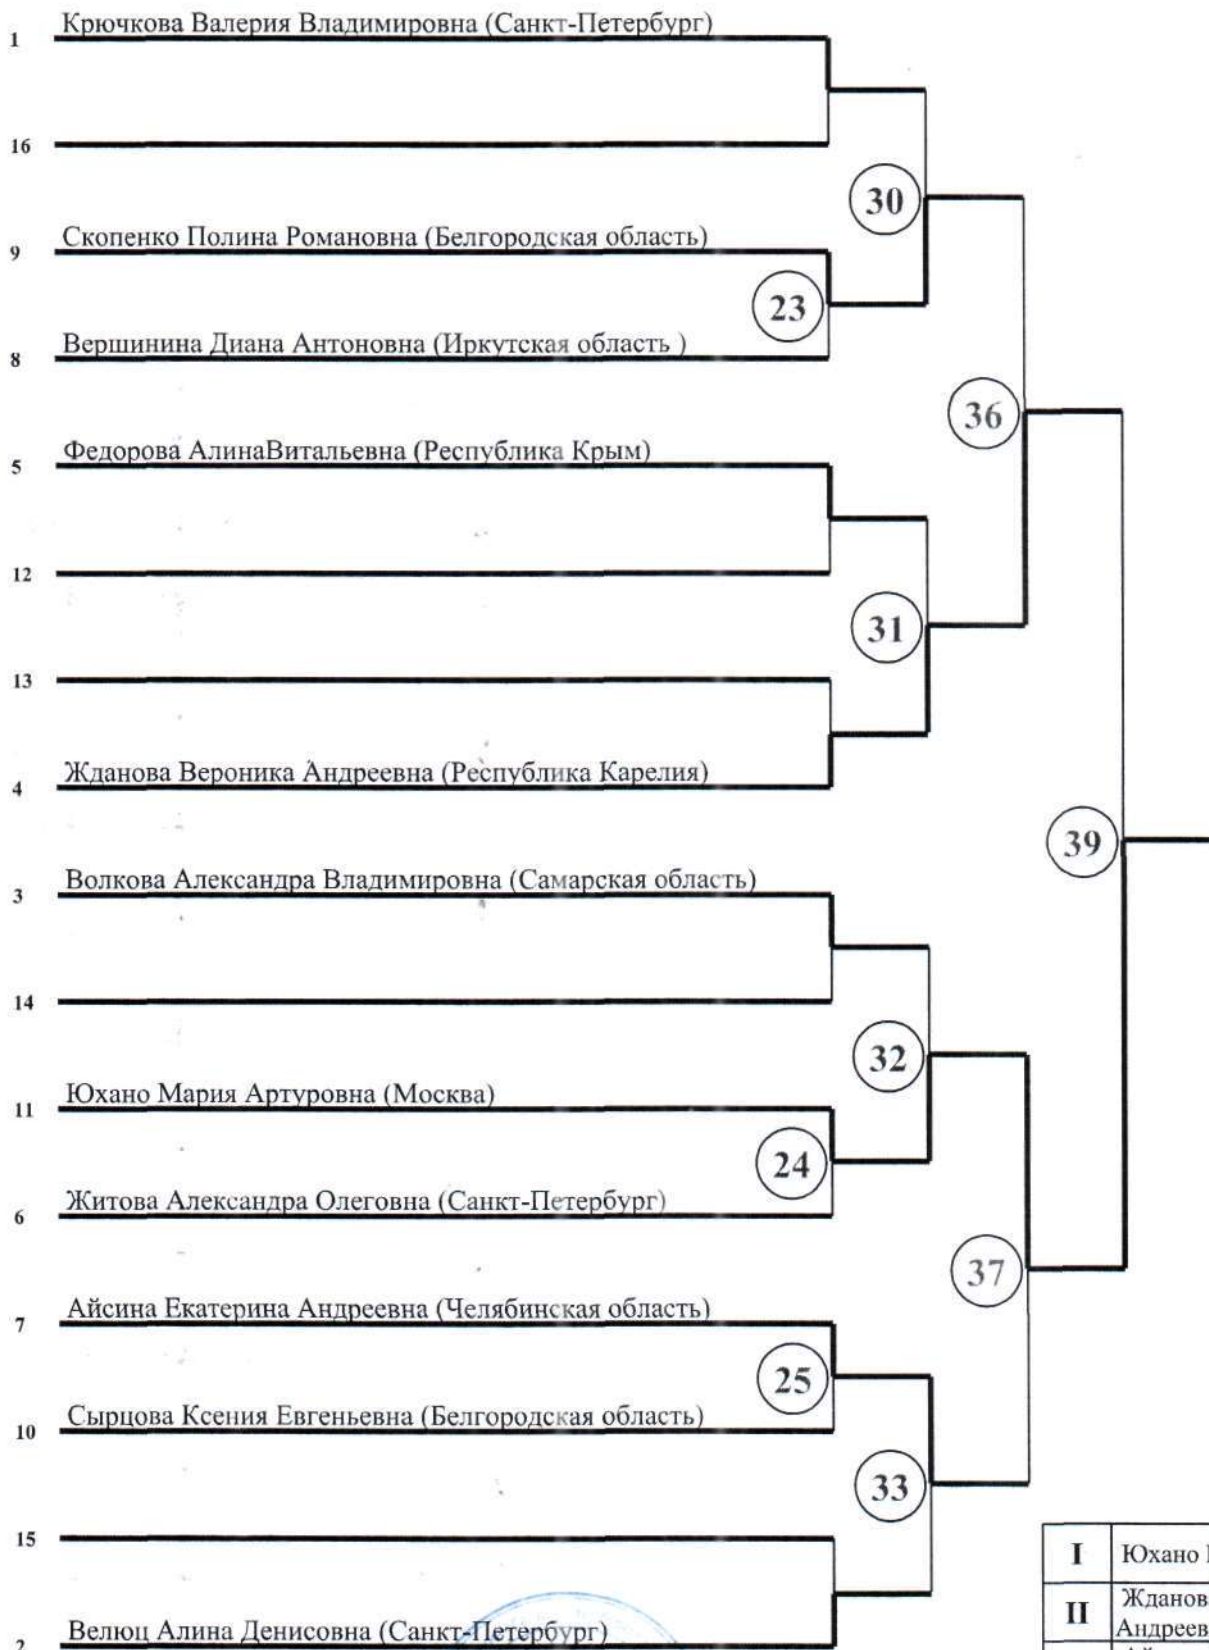 1 Крючкова Валерия Владимировна (Санкт-Петербург)
16
30
9 Скопенко Полина Романовна (Белгородская область)
23
8 Вершинина Диана Антоновна (Иркутская область )
36
5 Федорова АлинаВитальевна (Республика Крым)
12
31
13
4 Жданова Вероника Андреевна (Республика Карелия)
39
3 Волкова Александра Владимировна (Самарская область)
14
32
11 Юхано Мария Артуровна (Москва)
24
6 Житова Александра Олеговна (Санкт-Петербург)
37
7 Айсина Екатерина Андреевна (Челябинская область)
25
10 Сырцова Ксения Евгеньевна (Белгородская область)
33
15
2 Велюц Алина Денисовна (Санкт-Петербург)
I Юхано
II Жданов
Андреев